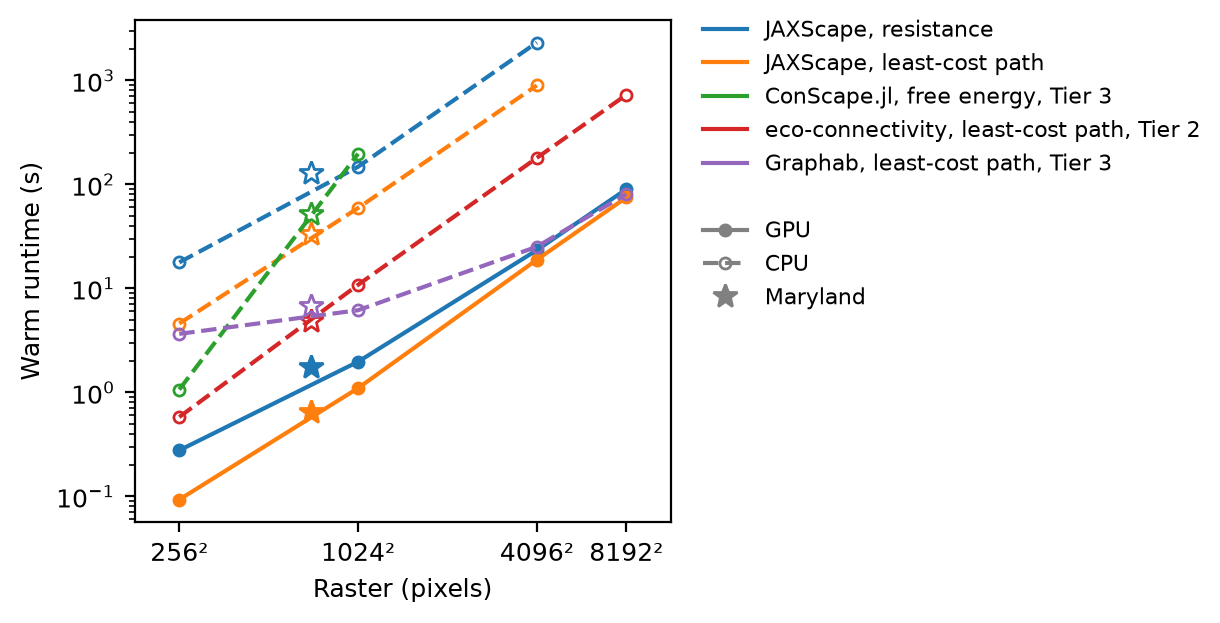 Warm runtime (s)
10³
10²
10¹
10⁰
10⁻¹
256² 1024² 4096² 8192²
Raster (pixels)
JAXScape, resistance
JAXScape, least-cost path
ConScape.jl, free energy, Tier 3
eco-connectivity, least-cost path, Tier 2
Graphab, least-cost path, Tier 3
GPU
CPU
Maryland